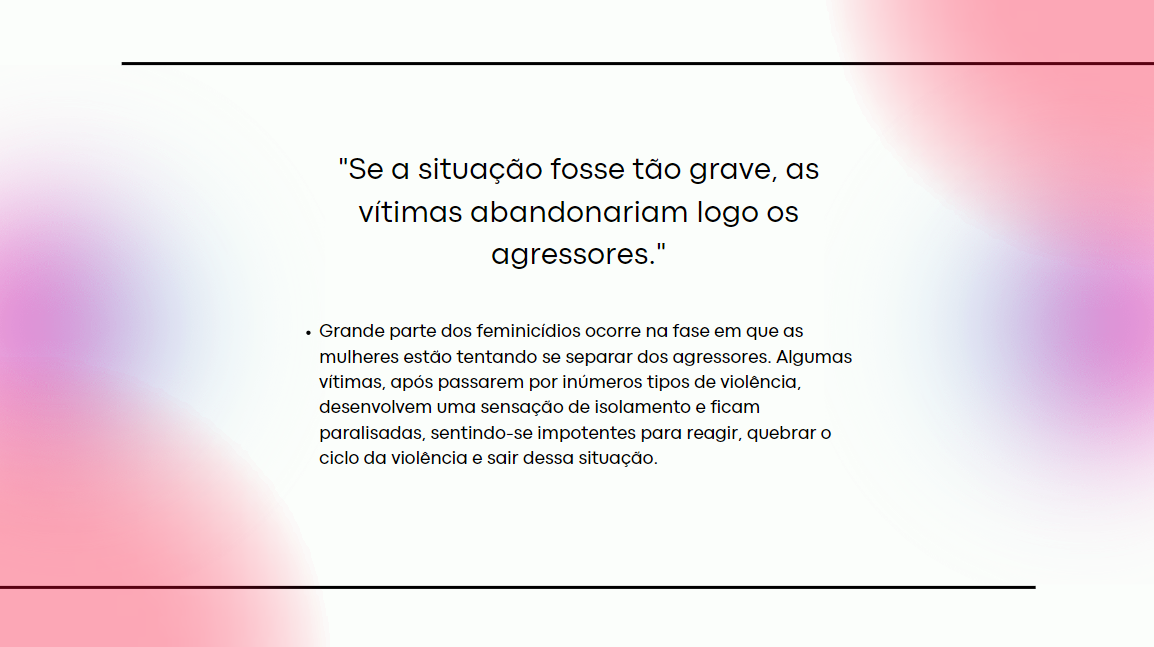 "Se a situação fosse tão grave, as
vítimas abandonariam logo os
agressores."
• Grande parte dos feminicídios ocorre na fase em que as
mulheres estão tentando se separar dos agressores. Algumas
vítimas, após passarem por inúmeros tipos de violência,
desenvolvem uma sensação de isolamento e ficam
paralisadas, sentindo-se impotentes para reagir, quebrar o
ciclo da violência e sair dessa situação.